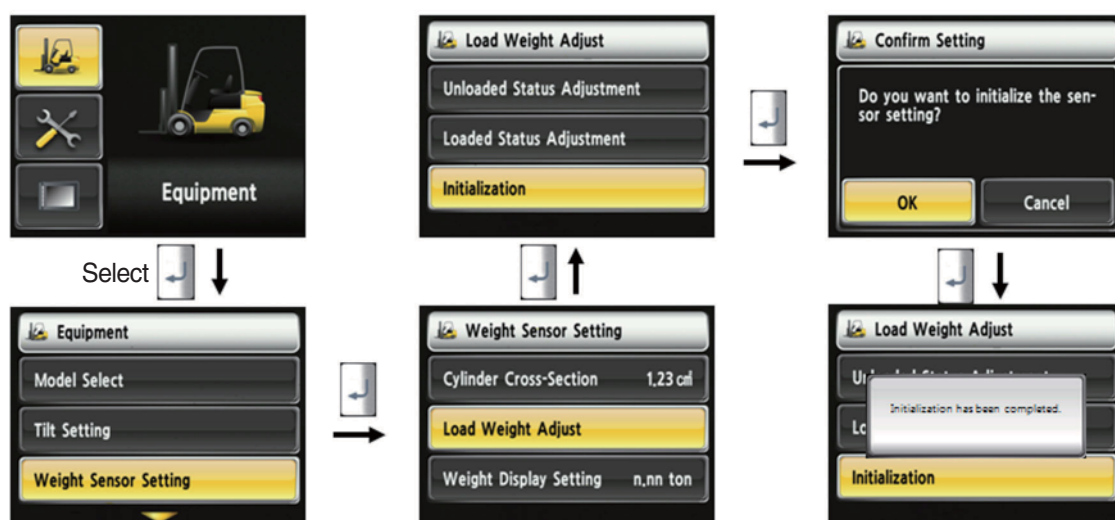 Equipment
Load Weight Adjust
Unloaded Status Adjustment
Loaded Status Adjustment
Initialization
Confirm Setting
Do you want to initialize the sen-
sor setting?
OK
Cancel
Select
Equipment
Model Select
Tilt Setting
Weight Sensor Setting
Weight Sensor Setting
Cylinder Cross-Section 1.23 ㎠
Load Weight Adjust
Weight Display Setting n.nn ton
Load Weight Adjust
Initialization has been completed.
Initialization